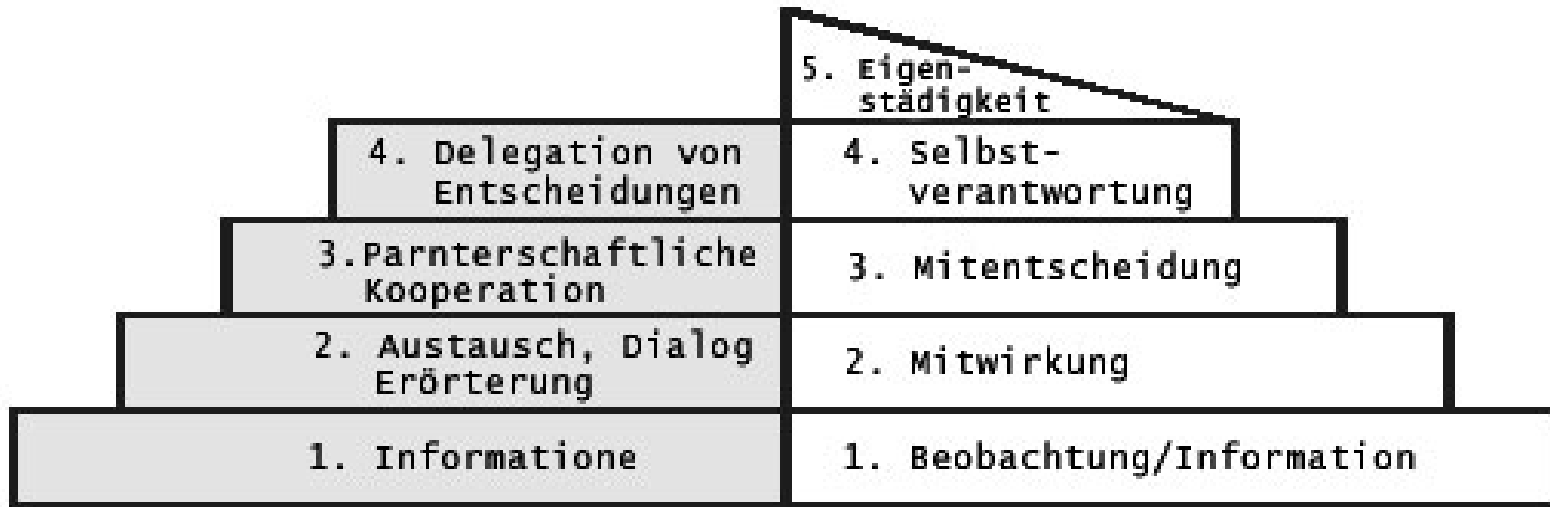 5. Eigen-
städigkeit
4. Delegation von
Entscheidungen
4. Selbst-
verantwortung
3.Parnterschaftliche
Kooperation
3. Mitentscheidung
2. Austausch, Dialog
Erörterung
2. Mitwirkung
1. Informatione
1. Beobachtung/Information